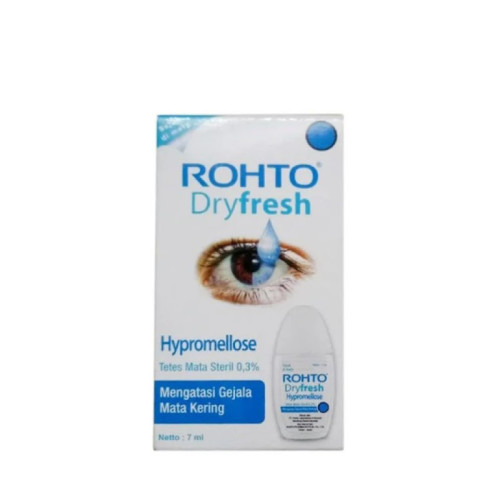 ROHTO®
Dryfresh
Hypromellose
Tetes Mata Steril 0,3%
Mengatasi Gejala
Mata Kering
Netto : 7 ml
ROHTO
Dryfresh
Hypromellose